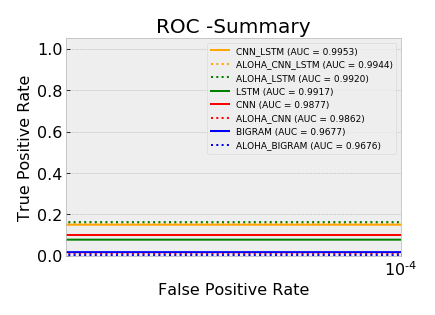 ROC -Summary
1.0
0.8
0.6
0.4
0.2
0.0
True Positive Rate
CNN_LSTM (AUC = 0.9953)
ALOHA_CNN_LSTM (AUC = 0.9944)
ALOHA_LSTM (AUC = 0.9920)
LSTM (AUC = 0.9917)
CNN (AUC = 0.9877)
ALOHA_CNN (AUC = 0.9862)
BIGRAM (AUC = 0.9677)
ALOHA_BIGRAM (AUC = 0.9676)
10⁻⁴
False Positive Rate